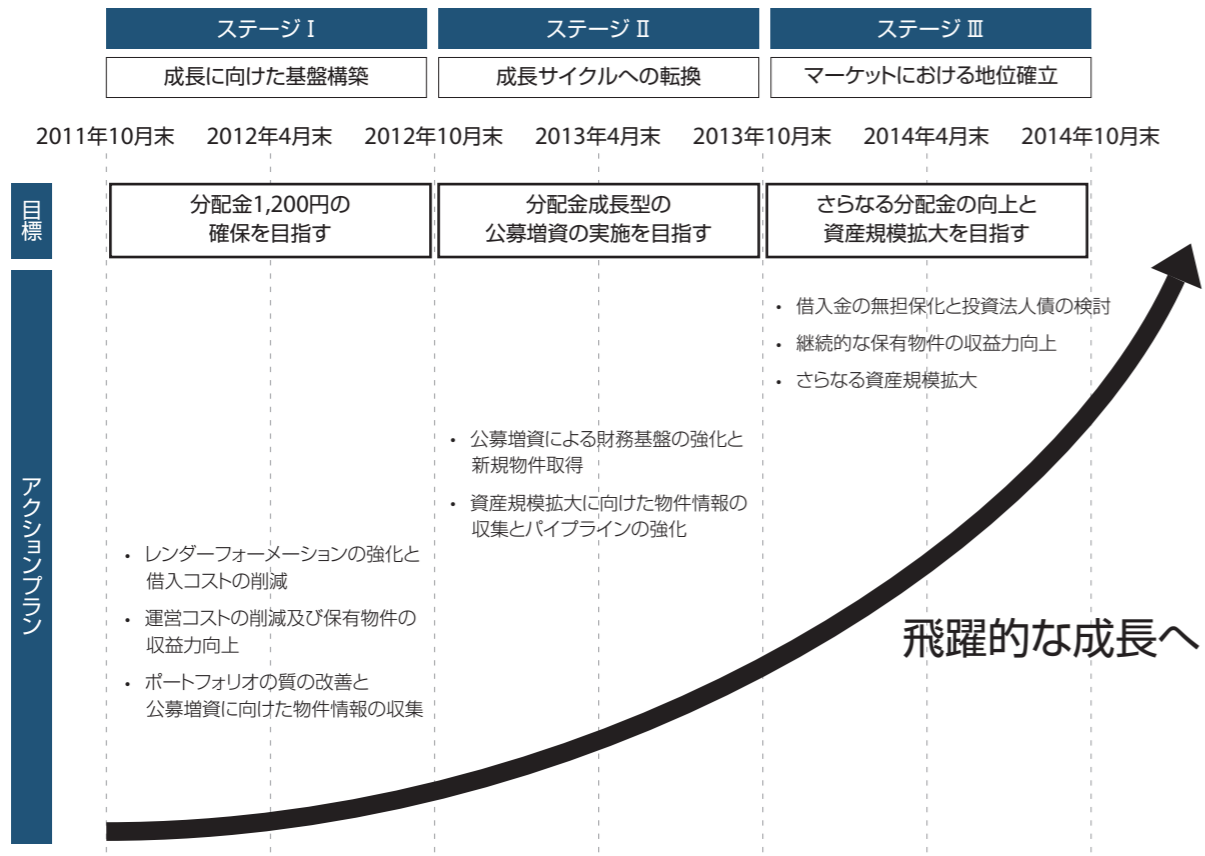 ステージ Ⅰ
ステージ Ⅱ
ステージ Ⅲ
成長に向けた基盤構築
成長サイクルへの転換
マーケットにおける地位確立
2011年10月末
2012年4月末
2012年10月末
2013年4月末
2013年10月末
2014年4月末
2014年10月末
目標
分配金1,200円の
確保を目指す
分配金成長型の
公募増資の実施を目指す
さらなる分配金の向上と
資産規模拡大を目指す
アクションプラン
・ レンダーフォーメーションの強化と
借入コストの削減
・ 運営コストの削減及び保有物件の
収益力向上
・ ポートフォリオの質の改善と
公募増資に向けた物件情報の収集
・ 公募増資による財務基盤の強化と
新規物件取得
・ 資産規模拡大に向けた物件情報の
収集とパイプラインの強化
・ 借入金の無担保化と投資法人債の検討
・ 継続的な保有物件の収益力向上
・ さらなる資産規模拡大
飛躍的な成長へ